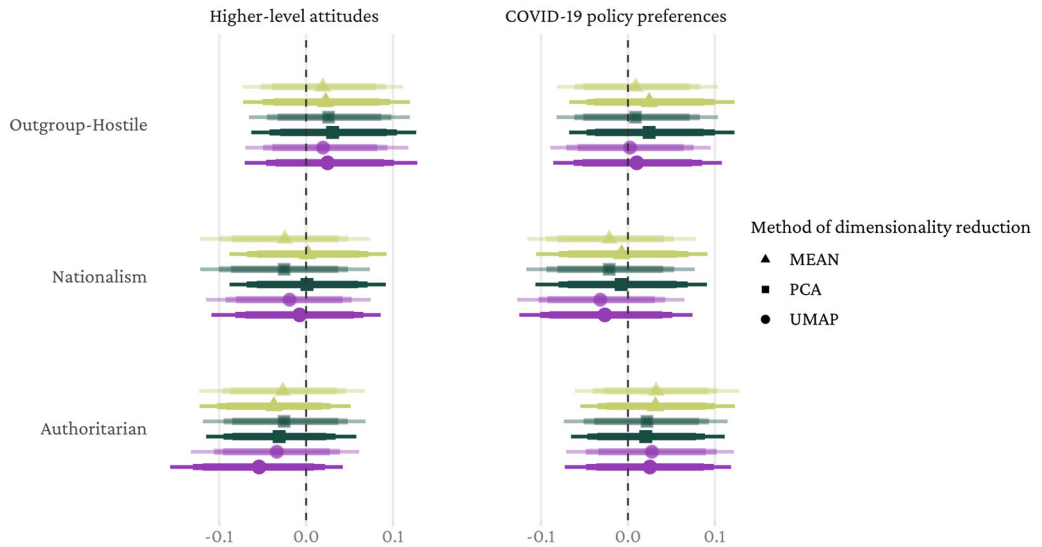 Higher-level attitudes
COVID-19 policy preferences
Outgroup-Hostile
Nationalism
Authoritarian
Method of dimensionality reduction
MEAN
PCA
UMAP
-0.1 0.0 0.1
-0.1 0.0 0.1